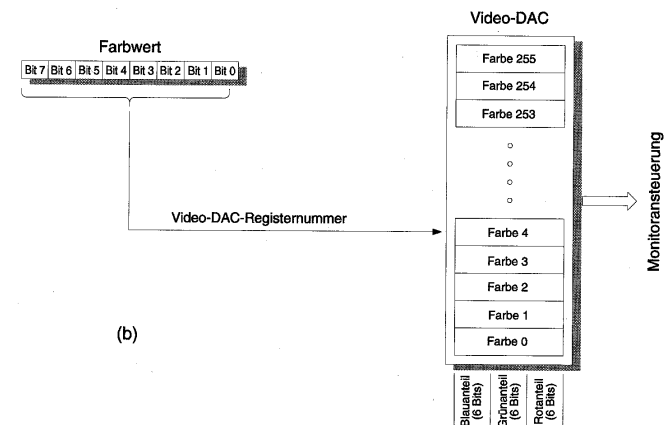 Video-DAC
Farbwert
Bit 7 Bit 6 Bit 5 Bit 4 Bit 3 Bit 2 Bit 1 Bit 0
Farbe 255
Farbe 254
Farbe 253
Video-DAC-Registernummer
Farbe 4
Farbe 3
Farbe 2
Farbe 1
Farbe 0
Monitoransteuerung
(b)
Blauanteil
(6 Bits)
Grünanteil
(6 Bits)
Rotanteil
(6 Bits)